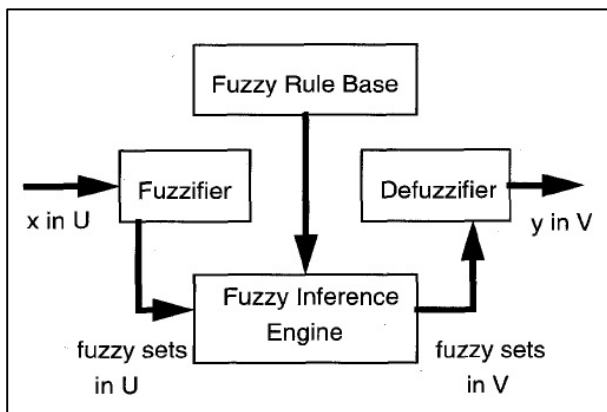 Fuzzy Rule Base
Fuzzifier
Defuzzifier
x in U
y in V
Fuzzy Inference
Engine
fuzzy sets
in U
fuzzy sets
in V